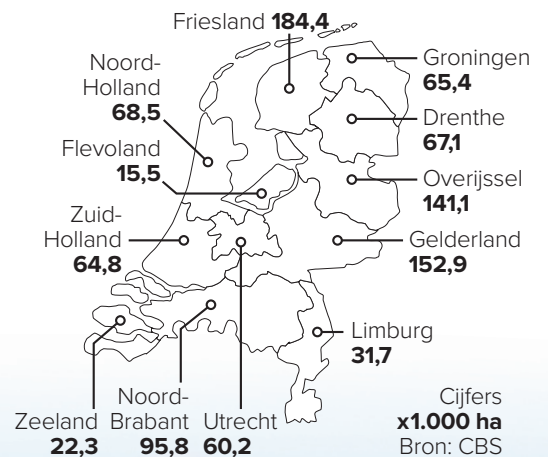 Friesland 184,4
Noord-
Holland
68,5
Groningen
65,4
Drenthe
67,1
Flevoland
15,5
Overijssel
141,1
Zuid-
Holland
64,8
Gelderland
152,9
Limburg
31,7
Zeeland
22,3
Noord-
Brabant
95,8
Utrecht
60,2
Cijfers
x1.000 ha
Bron: CBS